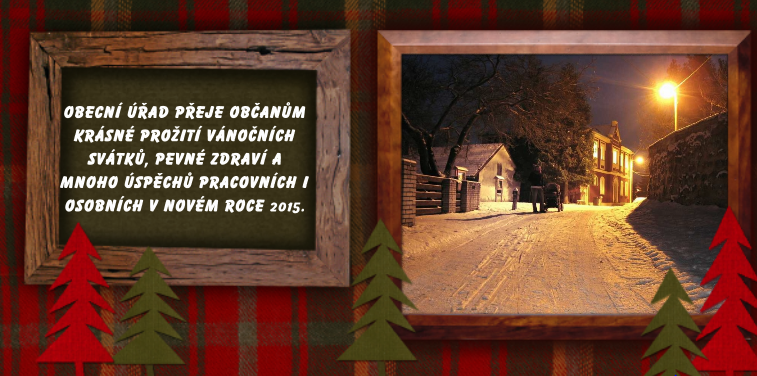 OBECNÍ ÚŘAD PŘEJE OBČANŮM
KRÁSNÉ PROŽITÍ VÁNOČNÍCH
SVÁTKŮ, PEVNÉ ZDRAVÍ A
MNOHO ÚSPĚCHŮ PRACOVNÍCH I
OSOBNÍCH V NOVÉM ROCE 2015.